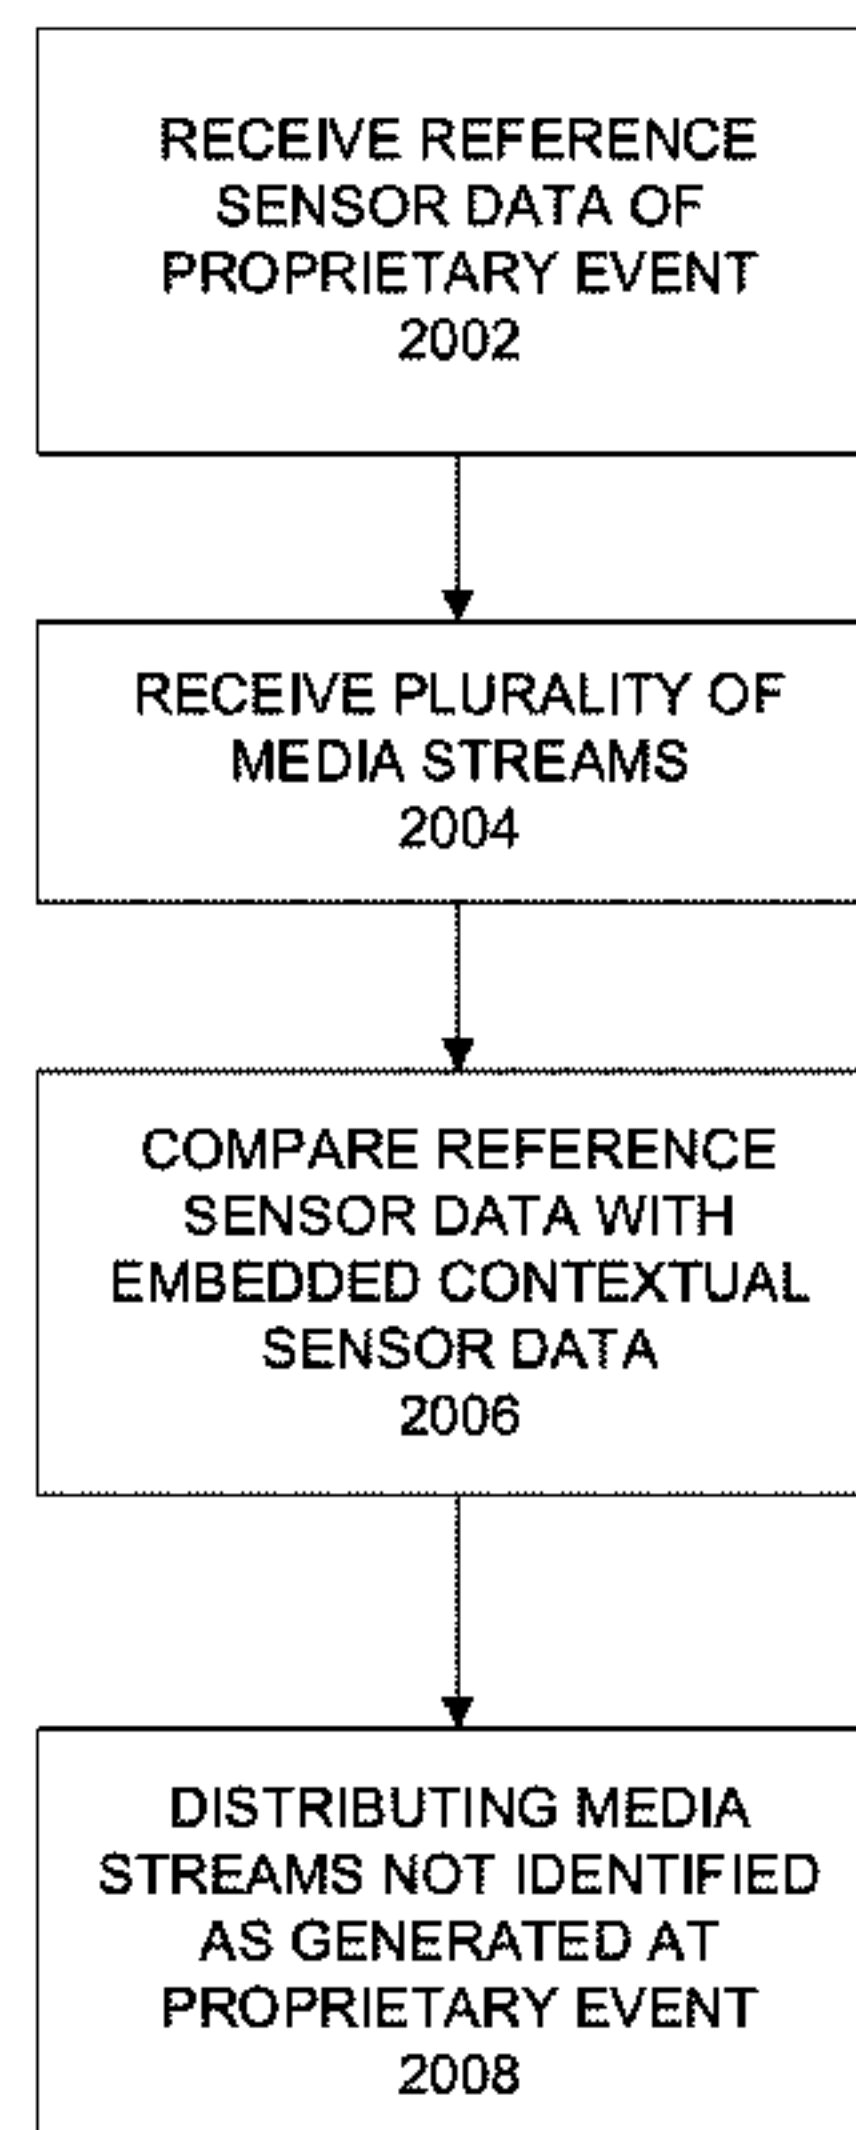 RECEIVE REFERENCE
SENSOR DATA OF
PROPRIETARY EVENT
2002
RECEIVE PLURALITY OF
MEDIA STREAMS
2004
COMPARE REFERENCE
SENSOR DATA WITH
EMBEDDED CONTEXTUAL
SENSOR DATA
2006
DISTRIBUTING MEDIA
STREAMS NOT IDENTIFIED
AS GENERATED AT
PROPRIETARY EVENT
2008